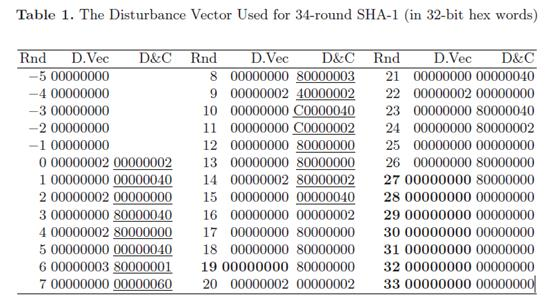 Table 1. The Disturbance Vector Used for 34-round SHA-1 (in 32-bit hex words)
Rnd D.Vec D&C Rnd D.Vec D&C Rnd D.Vec D&C
−5 00000000 8 00000000 80000003 21 00000000 00000040
−4 00000000 9 00000002 40000002 22 00000002 00000000
−3 00000000 10 00000000 C0000040 23 00000000 80000040
−2 00000000 11 00000000 C0000002 24 00000000 80000002
−1 00000000 12 00000000 80000000 25 00000000 00000000
0 00000002 00000002 13 00000000 80000000 26 00000000 80000000
1 00000000 00000040 14 00000002 80000002 27 00000000 80000000
2 00000002 00000000 15 00000000 00000040 28 00000000 00000000
3 00000000 80000040 16 00000000 00000002 29 00000000 00000000
4 00000002 80000000 17 00000000 80000000 30 00000000 00000000
5 00000000 00000040 18 00000000 80000000 31 00000000 00000000
6 00000003 80000001 19 00000000 80000000 32 00000000 00000000
7 00000000 00000060 20 00000002 00000002 33 00000000 00000000